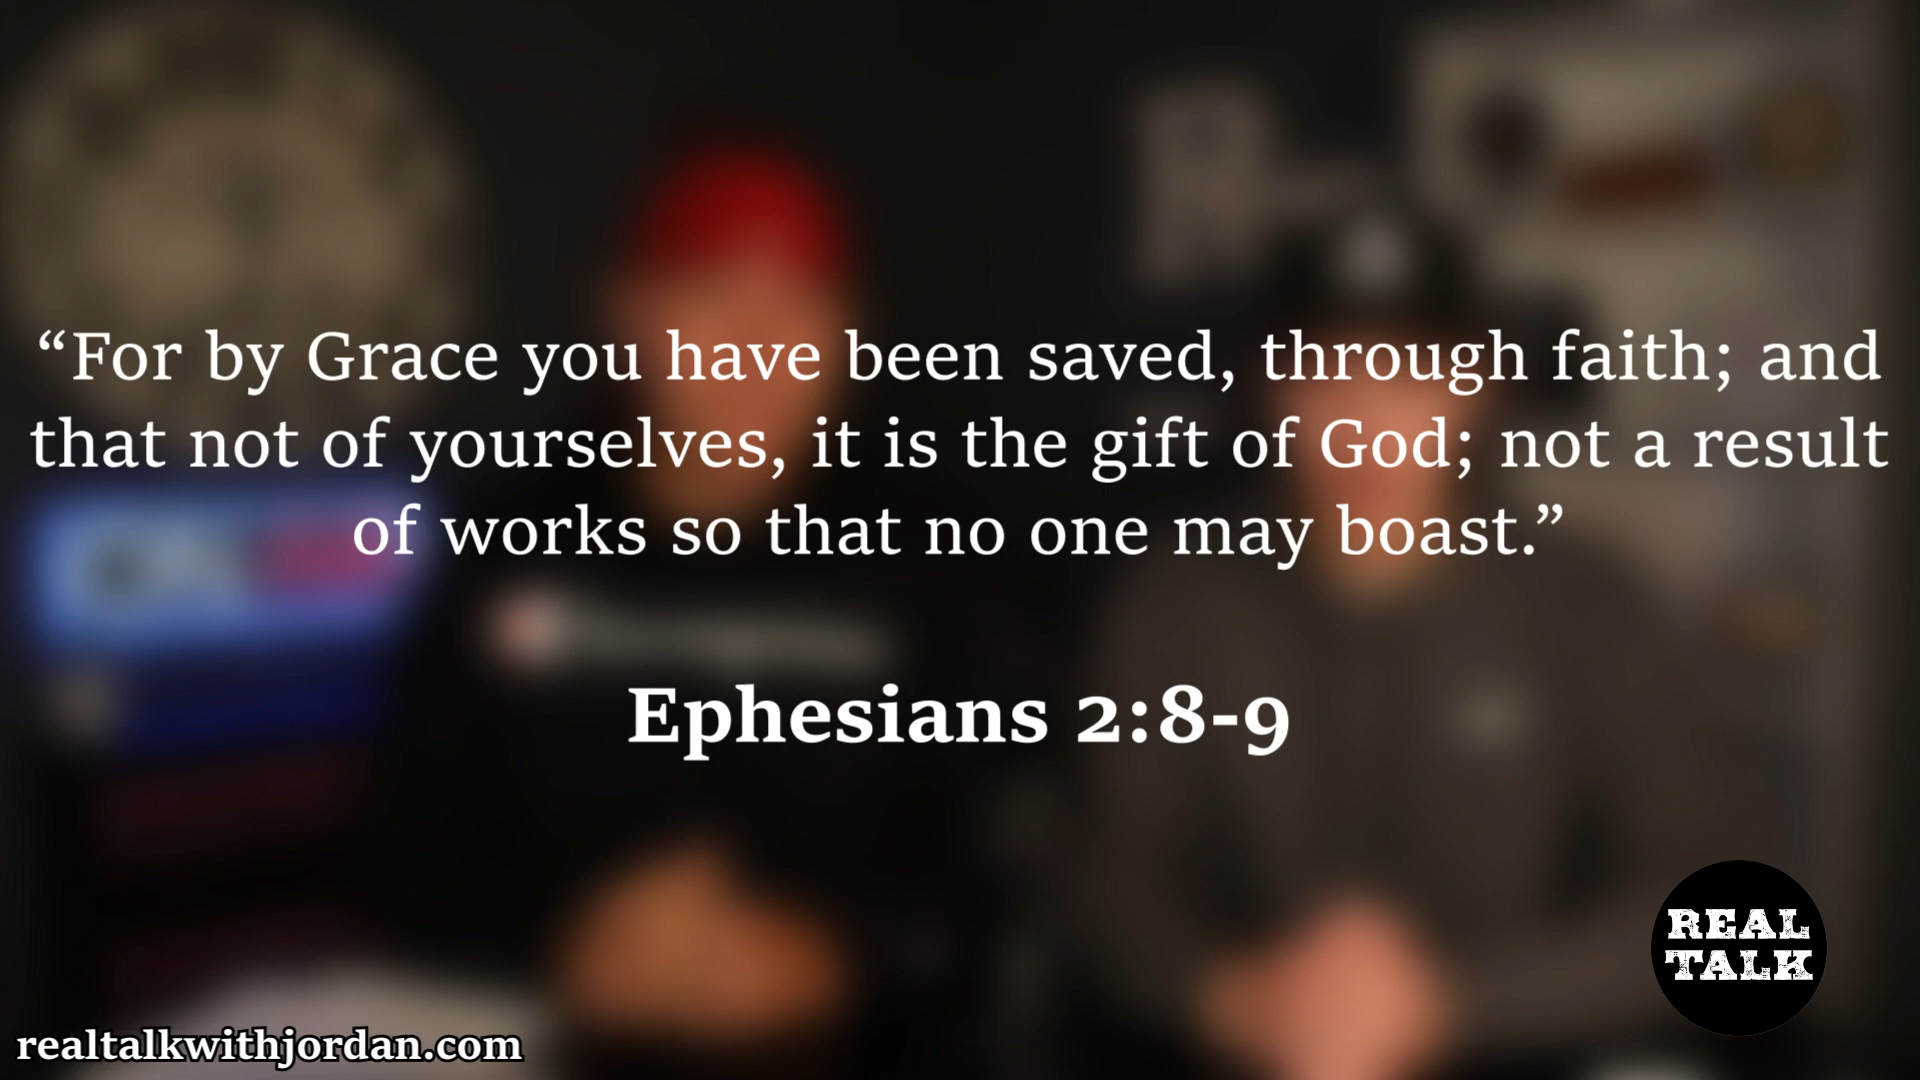 “For by Grace you have been saved, through faith; and
that not of yourselves, it is the gift of God; not a result
of works so that no one may boast.”
Ephesians 2:8-9
REAL
TALK
realtalkwithjordan.com